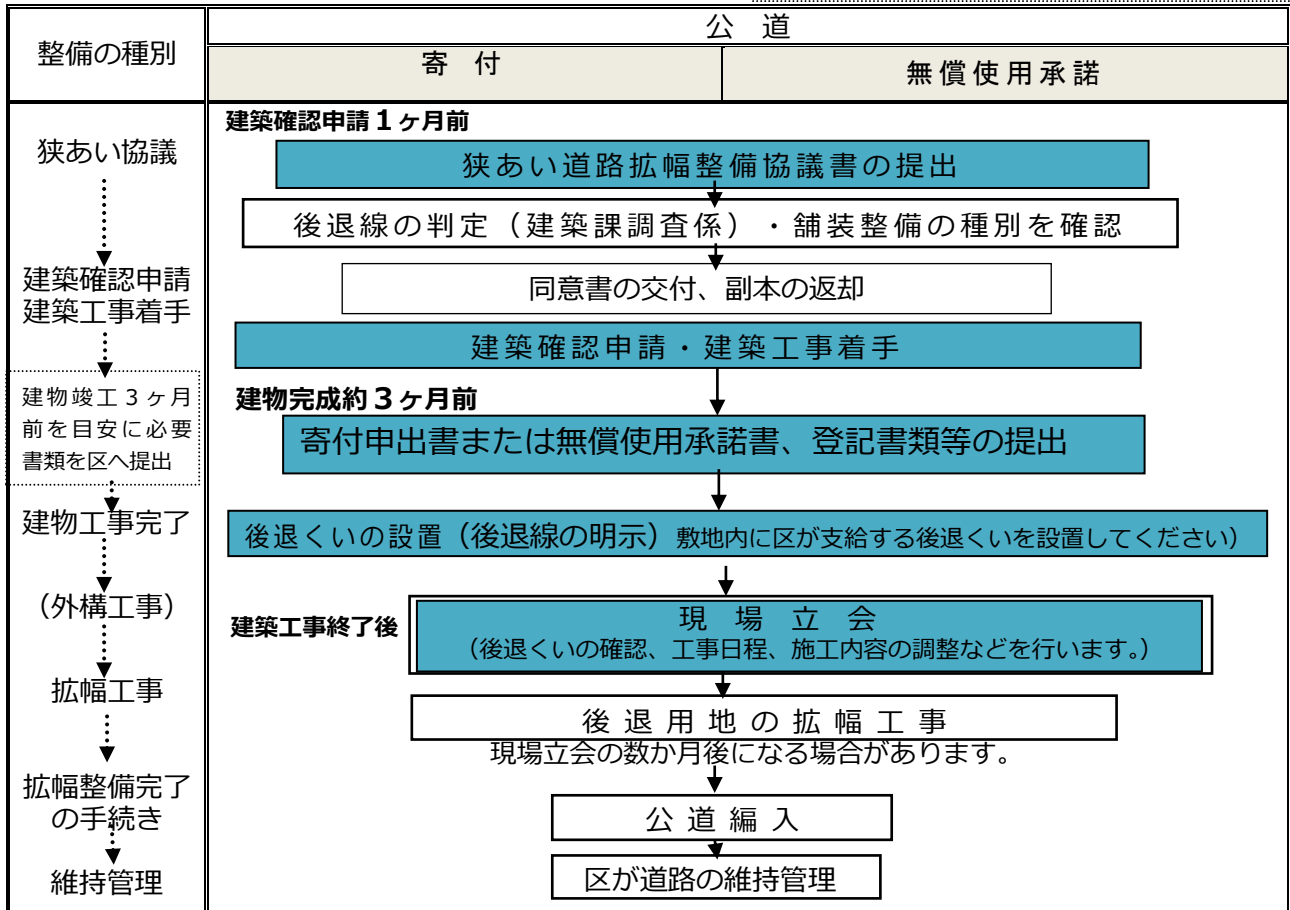 整備の種別
公 道
寄 付
無償使用承諾
狭あい協議
建築確認申請
建築工事着手
建物竣工３ヶ月
前を目安に必要
書類を区へ提出
建物工事完了
（外構工事）
拡幅工事
拡幅整備完了
の手続き
維持管理
建築確認申請１ヶ月前
狭あい道路拡幅整備協議書の提出
後退線の判定（建築課調査係）・舗装整備の種別を確認
同意書の交付、副本の返却
建築確認申請・建築工事着手
建物完成約３ヶ月前
寄付申出書または無償使用承諾書、登記書類等の提出
後退くいの設置（後退線の明示）敷地内に区が支給する後退くいを設置してください）
建築工事終了後
現 場 立 会
（後退くいの確認、工事日程、施工内容の調整などを行います。）
後退用地の拡幅工事
現場立会の数か月後になる場合があります。
公道編入
区が道路の維持管理